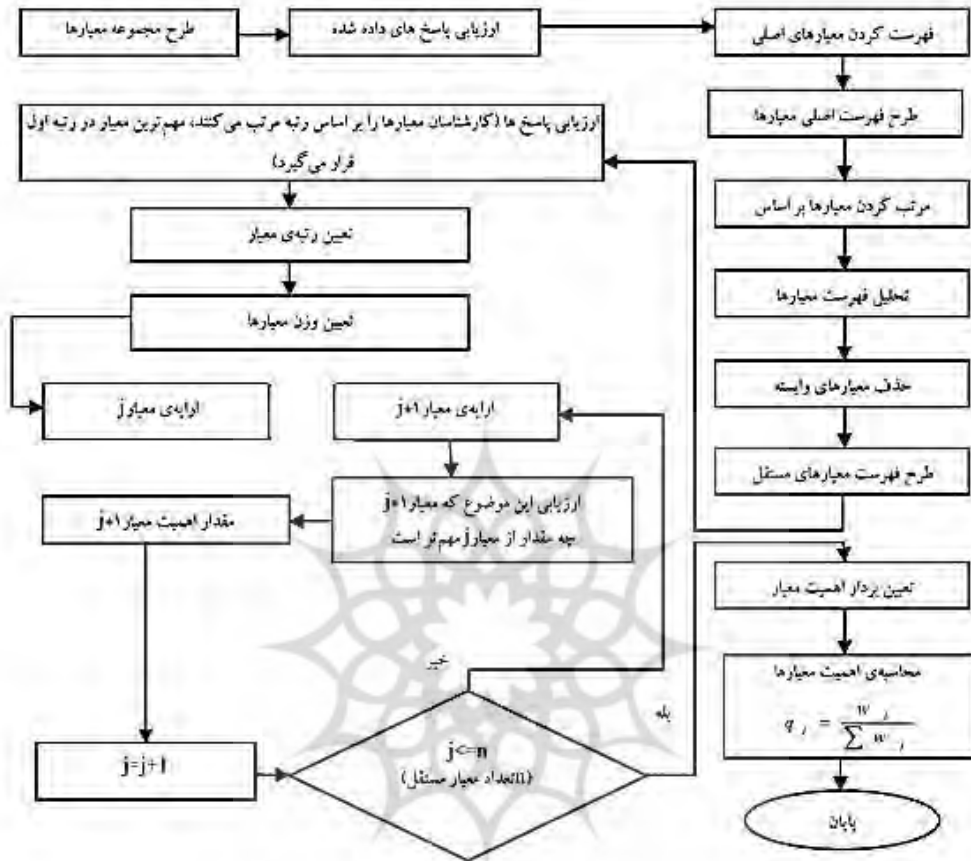 طرح مجموعه معیارها
ارزیابی پاسخ های داده شده
فهرست کردن معیارهای اصلی
طرح فهرست اصلی معیارها
مرتب کردن معیارها بر اساس
تحلیل فهرست معیارها
حذف معیارهای وابسته
طرح فهرست معیارهای مستقل
ارزیابی پاسخ ها (کارشناسان معیارها را بر اساس رتبه مرتب می کنند، مهم ترین معیار در رتبه اول
قرار می گیرد)
تعیین رتبه‌ی معیار
تعیین وزن معیارها
ارایه‌ی معیار j
ارایه‌ی معیار j+1
ارزیابی این موضوع که معیار j+1
چه مقدار از معیار j مهم تر است
مقدار اهمیت معیار j+1
j=j+1
j<=n
(nتعداد معیار مستقل)
خیر
بله
تعیین بردار اهمیت معیار
محاسبه‌ی اهمیت معیارها
q_j = w_j / ∑ w_j
پایان